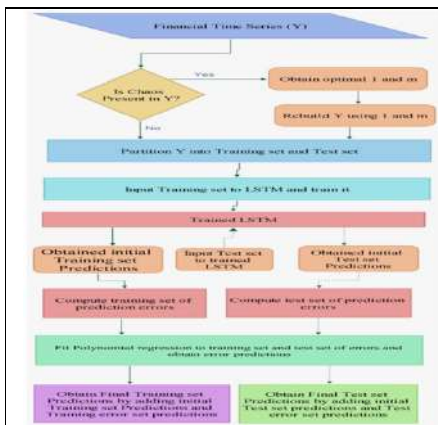 Financial Time Series (Y)
Is Chaos
Present in Y?
Yes
No
Obtain optimal l and m
Rebuild Y using l and m
Partition Y into Training set and Test set
Input Training set to LSTM and train it
Trained LSTM
Obtained initial
Training set
Predictions
Input Test set
to trained
LSTM
Obtained initial
Test set
Predictions
Compute training set of
prediction errors
Compute test set of prediction
errors
Fit Polynomial regression to training set and test set of errors and
obtain error predictions
Obtain Final Training set
Predictions by adding initial
Training set Predictions and
Training error set predictions
Obtain Final Test set
Predictions by adding initial
Test set predictions and Test
error set predictions